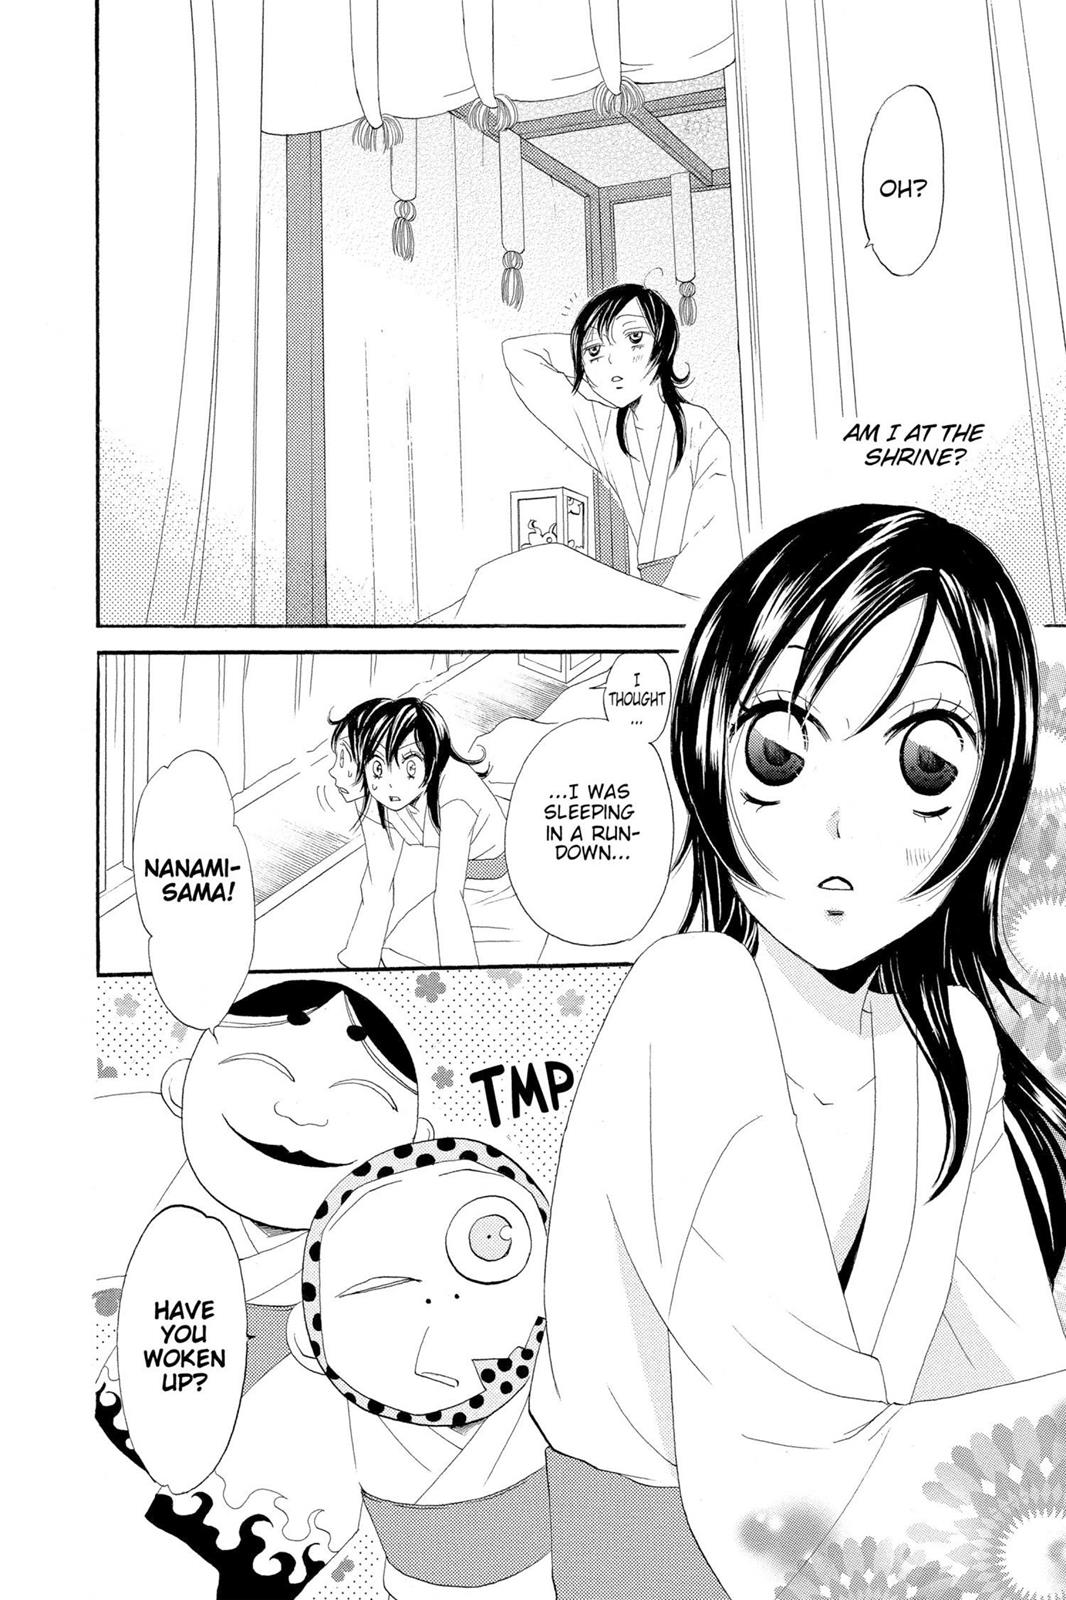 OH?
AM I AT THE
SHRINE?
I
THOUGHT
...
...I WAS
SLEEPING
IN A RUN-
DOWN...
NANAMI-
SAMA!
TMP
HAVE
YOU
WOKEN
UP?